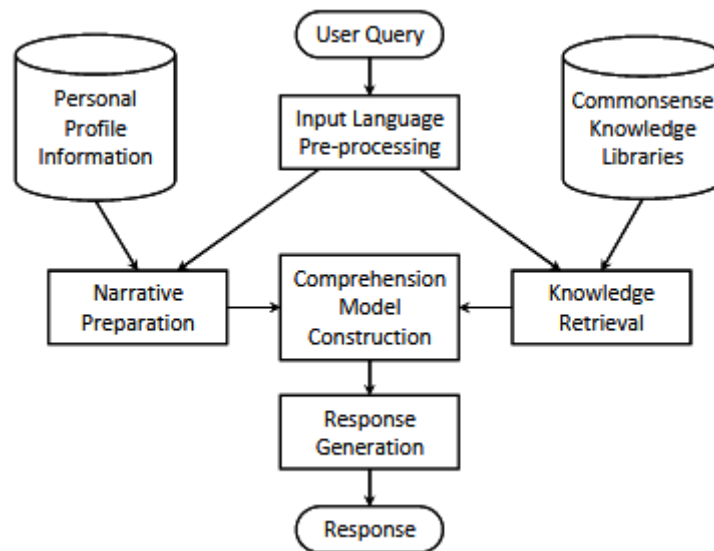 User Query
Personal
Profile
Information
Input Language
Pre-processing
Commonsense
Knowledge
Libraries
Narrative
Preparation
Comprehension
Model
Construction
Knowledge
Retrieval
Response
Generation
Response